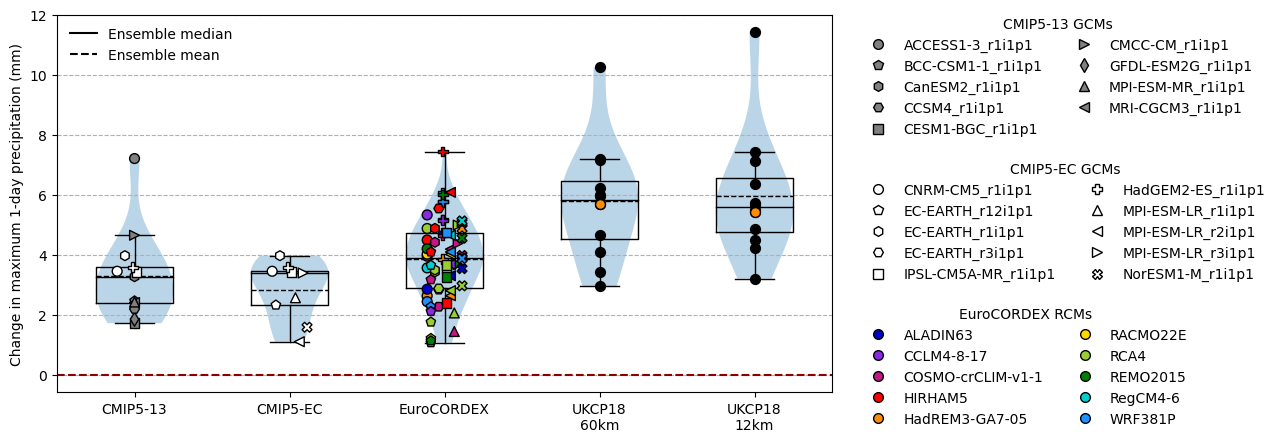 Change in maximum 1-day precipitation (mm)
12
10
8
6
4
2
0
Ensemble median
Ensemble mean
CMIP5-13
CMIP5-EC
EuroCORDEX
UKCP18
60km
UKCP18
12km
CMIP5-13 GCMs
ACCESS1-3_r1i1p1
BCC-CSM1-1_r1i1p1
CanESM2_r1i1p1
CCSM4_r1i1p1
CESM1-BGC_r1i1p1
CMCC-CM_r1i1p1
GFDL-ESM2G_r1i1p1
MPI-ESM-MR_r1i1p1
MRI-CGCM3_r1i1p1
CMIP5-EC GCMs
CNRM-CM5_r1i1p1
EC-EARTH_r12i1p1
EC-EARTH_r1i1p1
EC-EARTH_r3i1p1
IPSL-CM5A-MR_r1i1p1
HadGEM2-ES_r1i1p1
MPI-ESM-LR_r1i1p1
MPI-ESM-LR_r2i1p1
MPI-ESM-LR_r3i1p1
NorESM1-M_r1i1p1
EuroCORDEX RCMs
ALADIN63
CCLM4-8-17
COSMO-crCLIM-v1-1
HIRHAM5
HadREM3-GA7-05
RACMO22E
RCA4
REMO2015
RegCM4-6
WRF381P